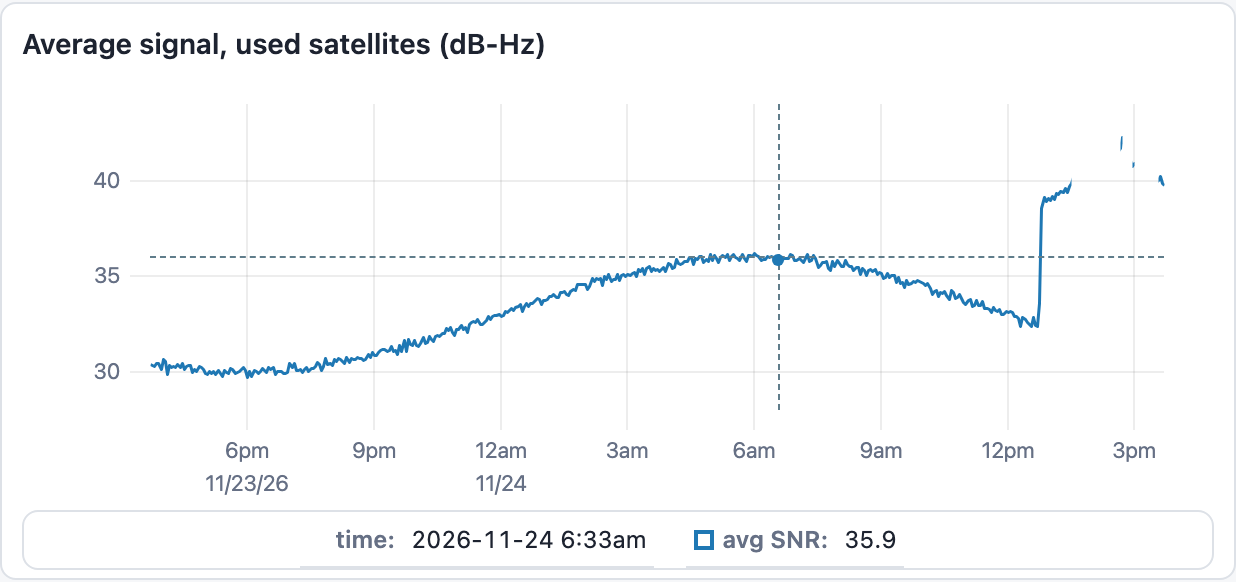 Average signal, used satellites (dB-Hz)
40
35
30
6pm 9pm 12am 3am 6am 9am 12pm 3pm
11/23/26 11/24
time: 2026-11-24 6:33am avg SNR: 35.9